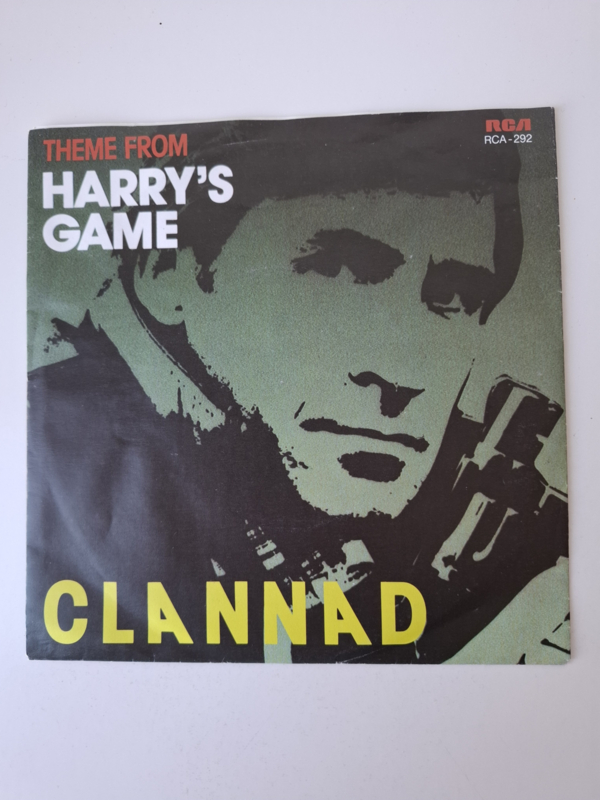 THEME FROM
HARRY'S
GAME
RCA
RCA-292
CLANNAD